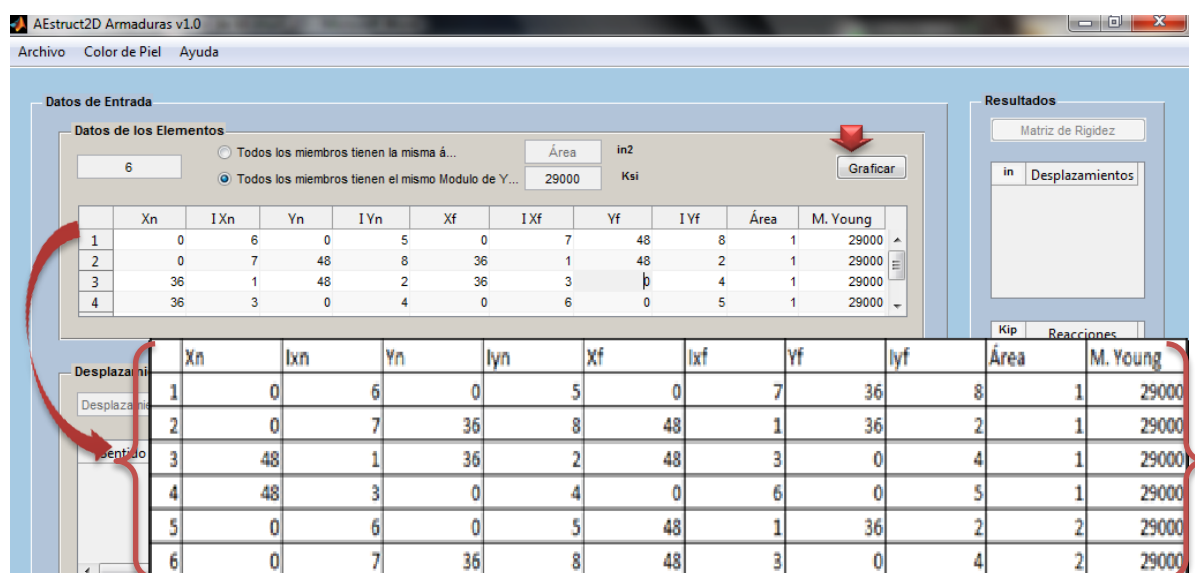 AEstruct2D Armaduras v1.0
Archivo Color de Piel Ayuda
Datos de Entrada
Datos de los Elementos
6
Todos los miembros tienen la misma á...
Área
in2
Todos los miembros tienen el mismo Modulo de Y...
29000
Ksi
Graficar
Xn I Xn Yn I Yn Xf I Xf Yf I Yf Área M. Young
1 0 6 0 5 0 7 48 8 1 29000
2 0 7 48 8 36 1 48 2 1 29000
3 36 1 48 2 36 3 0 4 1 29000
4 36 3 0 4 0 6 0 5 1 29000
Resultados
Matriz de Rigidez
in Desplazamientos
Kip Reacciones
Sentido
Xn Ixn Yn Iyn Xf Ixf Yf Iyf Área M. Young
1 0 6 0 5 0 7 36 8 1 29000
2 0 7 36 8 48 1 36 2 1 29000
3 48 1 36 2 48 3 0 4 1 29000
4 48 3 0 4 0 6 0 5 1 29000
5 0 6 0 5 48 1 36 2 2 29000
6 0 7 36 8 48 3 0 4 2 29000